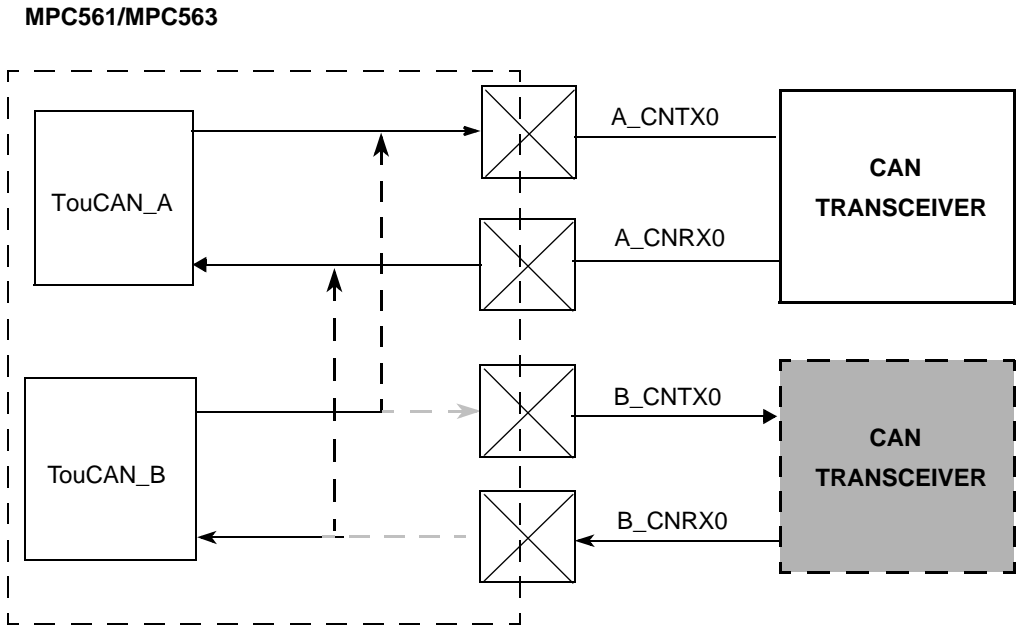 MPC561/MPC563
A_CNTX0
CAN
TRANSCEIVER
TouCAN_A
A_CNRX0
B_CNTX0
CAN
TRANSCEIVER
TouCAN_B
B_CNRX0